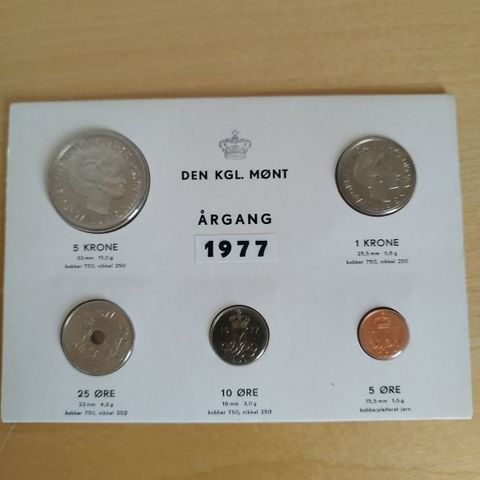 DEN KGL. MØNT
ÅRGANG
1977
5 KRONE
33 mm 15,0 g
kobber 750, nikkel 250
1 KRONE
25,5 mm 6,8 g
kobber 750, nikkel 250
25 ØRE
23 mm 4,3 g
kobber 750, nikkel 250
10 ØRE
18 mm 3,0 g
kobber 750, nikkel 250
5 ØRE
15,5 mm 1,6 g
kobberpletteret jern